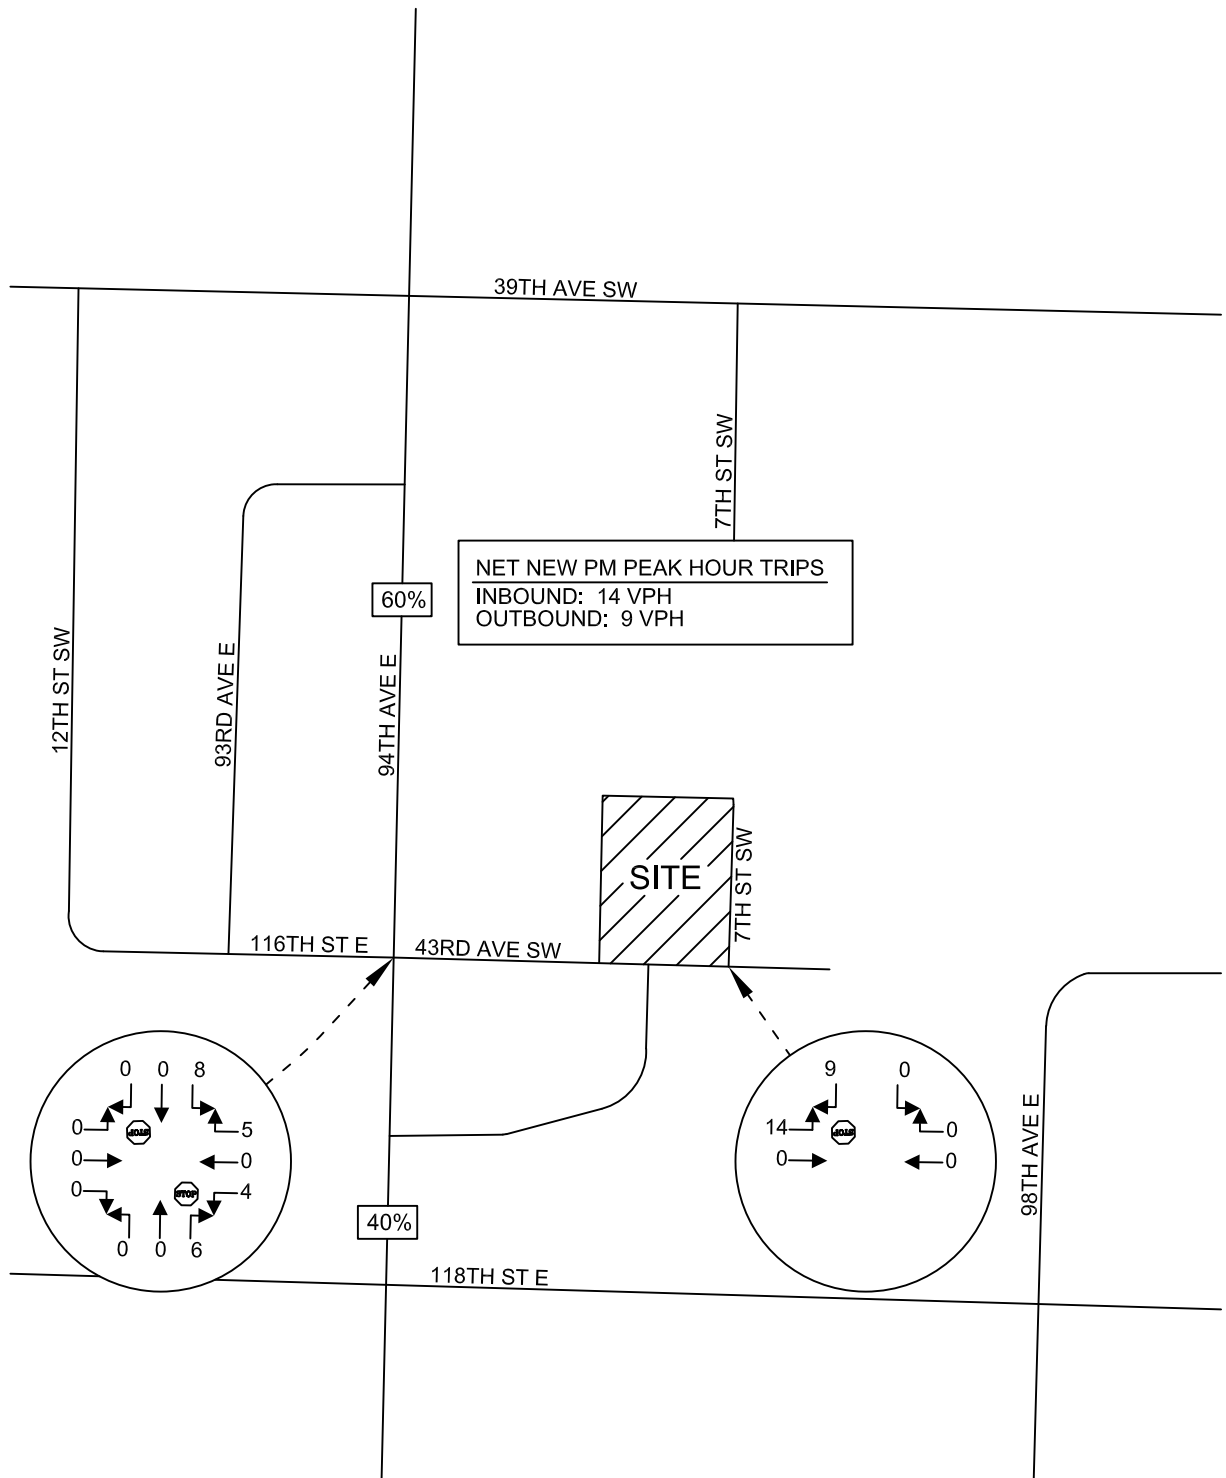 39TH AVE SW
7TH ST SW
NET NEW PM PEAK HOUR TRIPS
INBOUND: 14 VPH
OUTBOUND: 9 VPH
60%
12TH ST SW
93RD AVE E
94TH AVE E
SITE
7TH ST SW
116TH ST E
43RD AVE SW
0 0 8
0 5
STOP
0 0
0 4
STOP
0 0 6
9 0
14 0
STOP
0 0
98TH AVE E
40%
118TH ST E